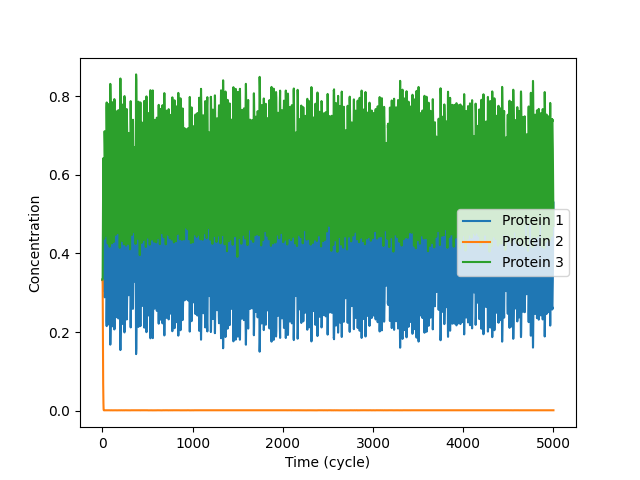 0.8
0.6
0.4
0.2
0.0
Concentration
0
1000
2000
3000
4000
5000
Time (cycle)
Protein 1
Protein 2
Protein 3